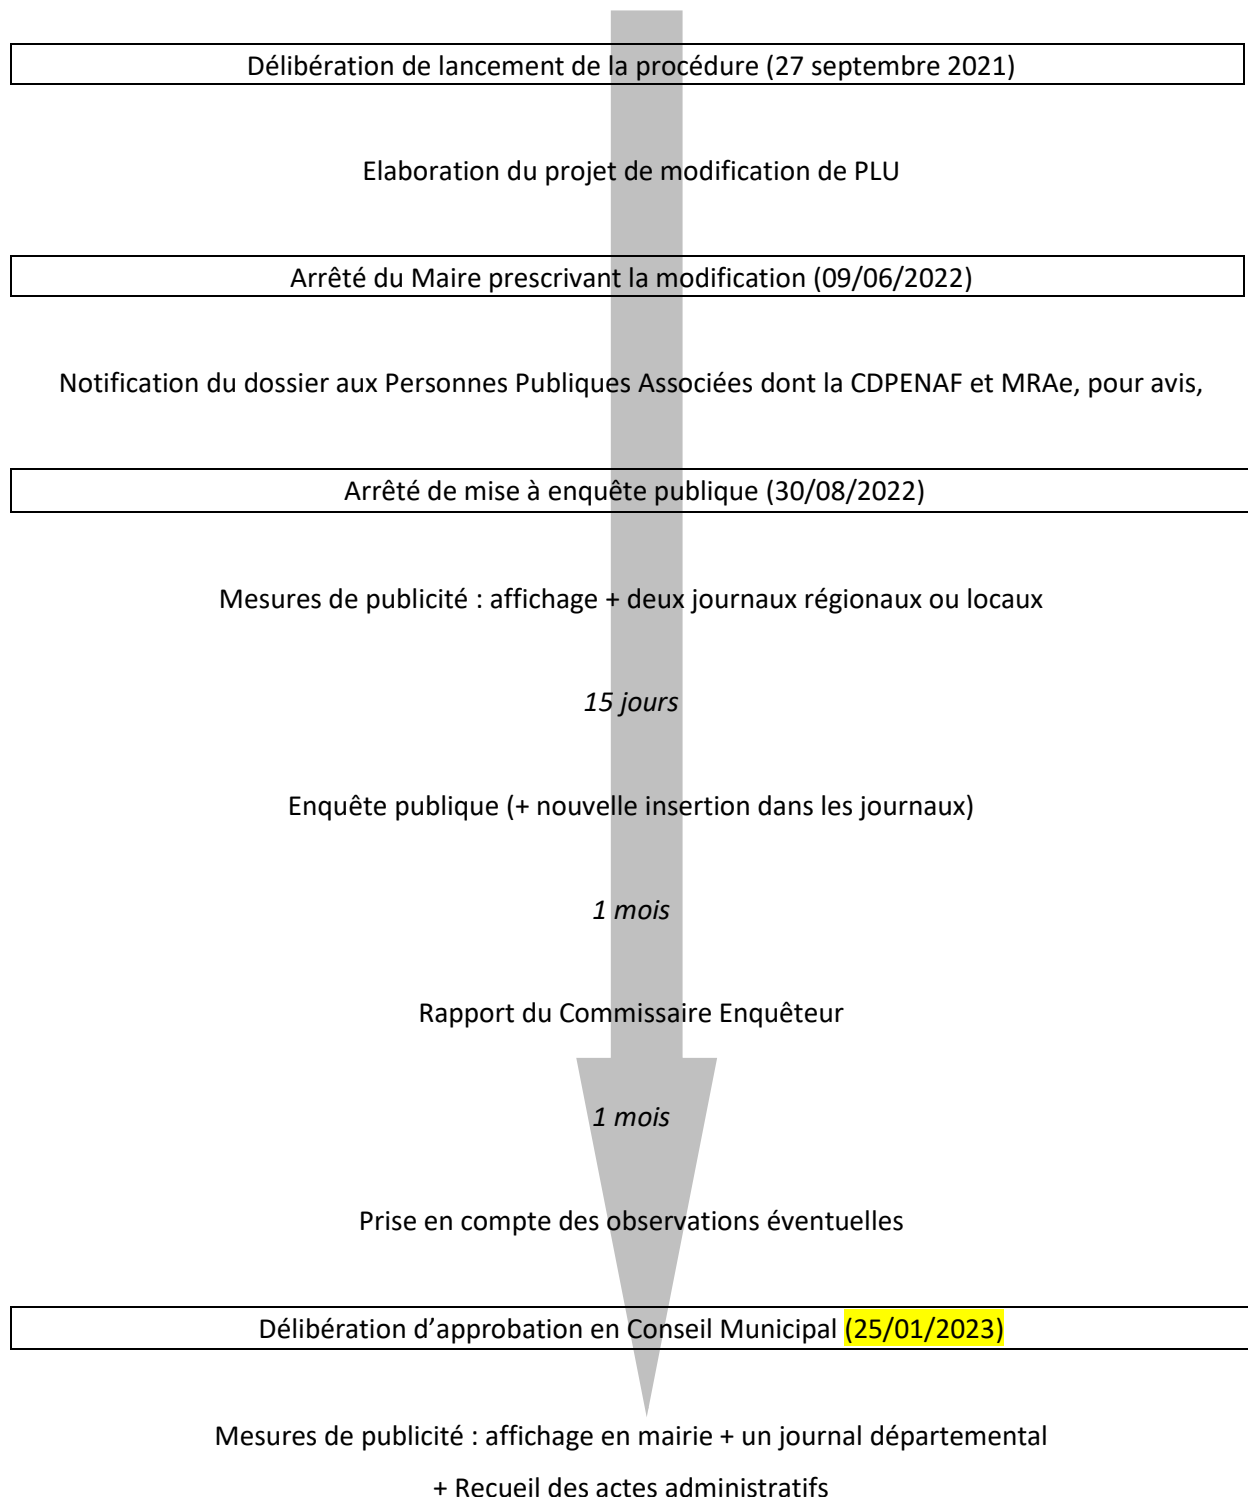 Délibération de lancement de la procédure (27 septembre 2021)
Elaboration du projet de modification de PLU
Arrêté du Maire prescrivant la modification (09/06/2022)
Notification du dossier aux Personnes Publiques Associées dont la CDPENAF et MRAe, pour avis,
Arrêté de mise à enquête publique (30/08/2022)
Mesures de publicité : affichage + deux journaux régionaux ou locaux
15 jours
Enquête publique (+ nouvelle insertion dans les journaux)
1 mois
Rapport du Commissaire Enquêteur
1 mois
Prise en compte des observations éventuelles
Délibération d’approbation en Conseil Municipal (25/01/2023)
Mesures de publicité : affichage en mairie + un journal départemental
+ Recueil des actes administratifs